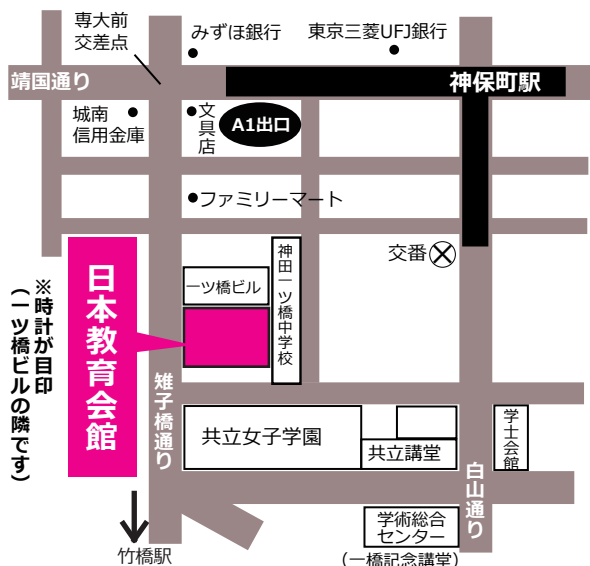 専大前
交差点
みずほ銀行
東京三菱UFJ銀行
靖国通り
神保町駅
城南
信用金庫
文具店
A1出口
ファミリーマート
交番
日本教育会館
※時計が目印
(一ツ橋ビルの隣です)
一ツ橋ビル
神田一ツ橋中学校
雉子橋通り
共立女子学園
共立講堂
学士会館
白山通り
学術総合
センター
(一橋記念講堂)
竹橋駅